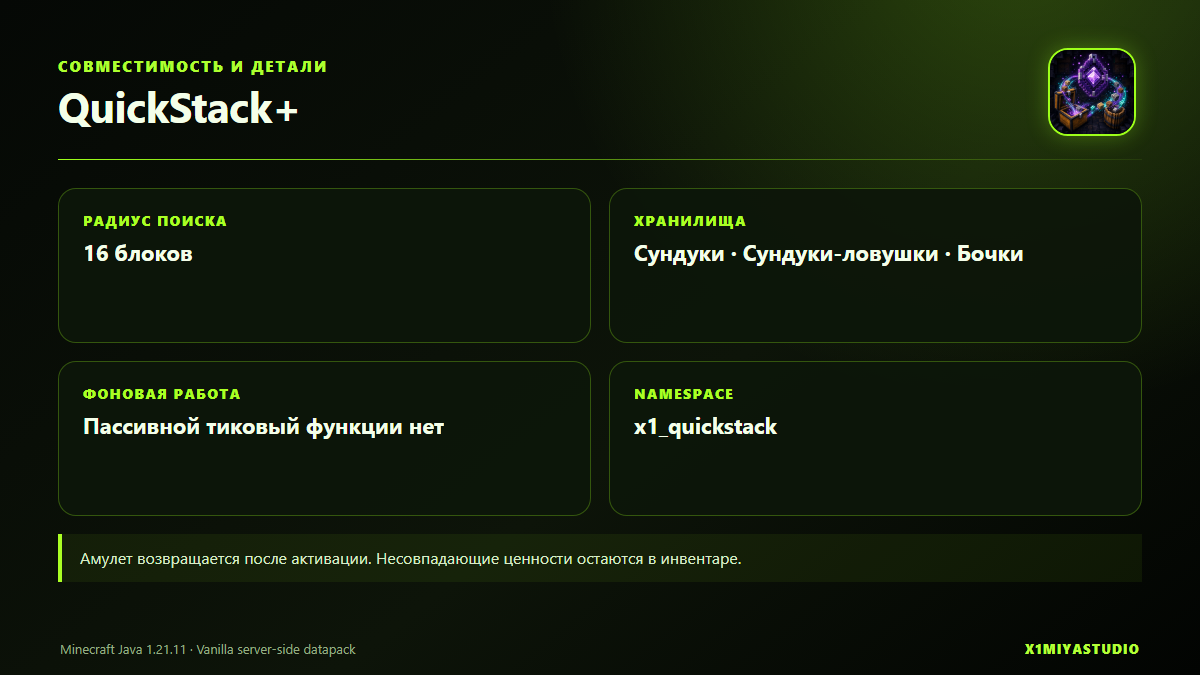 СОВМЕСТИМОСТЬ И ДЕТАЛИ
QuickStack+
РАДИУС ПОИСКА
16 блоков
ХРАНИЛИЩА
Сундуки · Сундуки-ловушки · Бочки
ФОНОВАЯ РАБОТА
Пассивной тиковый функции нет
NAMESPACE
x1_quickstack
Амулет возвращается после активации. Несовпадающие ценности остаются в инвентаре.
Minecraft Java 1.21.11 · Vanilla server-side datapack
X1MIYASTUDIO